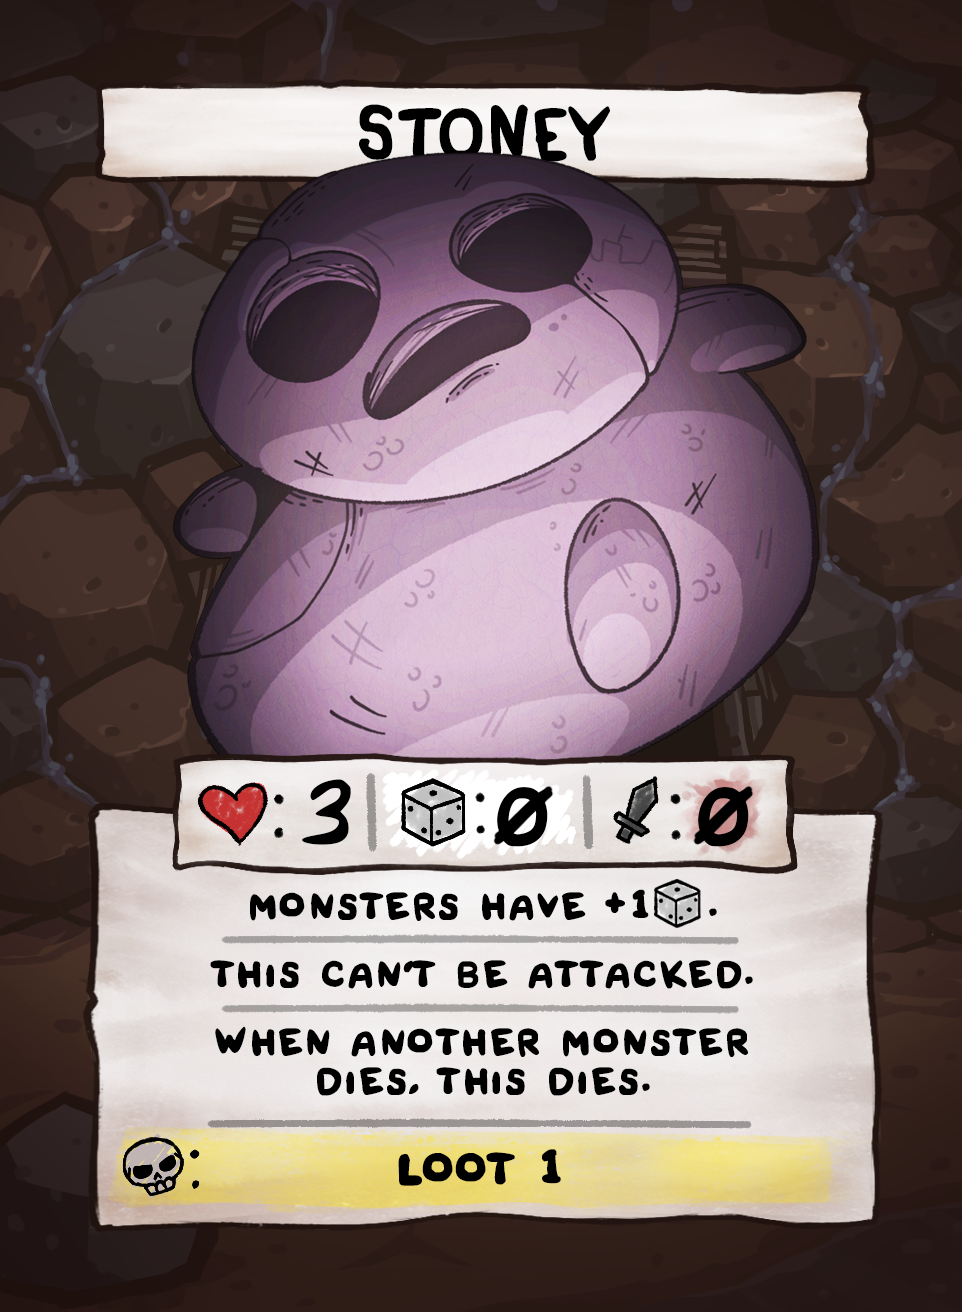 STONEY
: 3 : Ø : Ø
MONSTERS HAVE +1 .
THIS CAN'T BE ATTACKED.
WHEN ANOTHER MONSTER
DIES, THIS DIES.
: LOOT 1